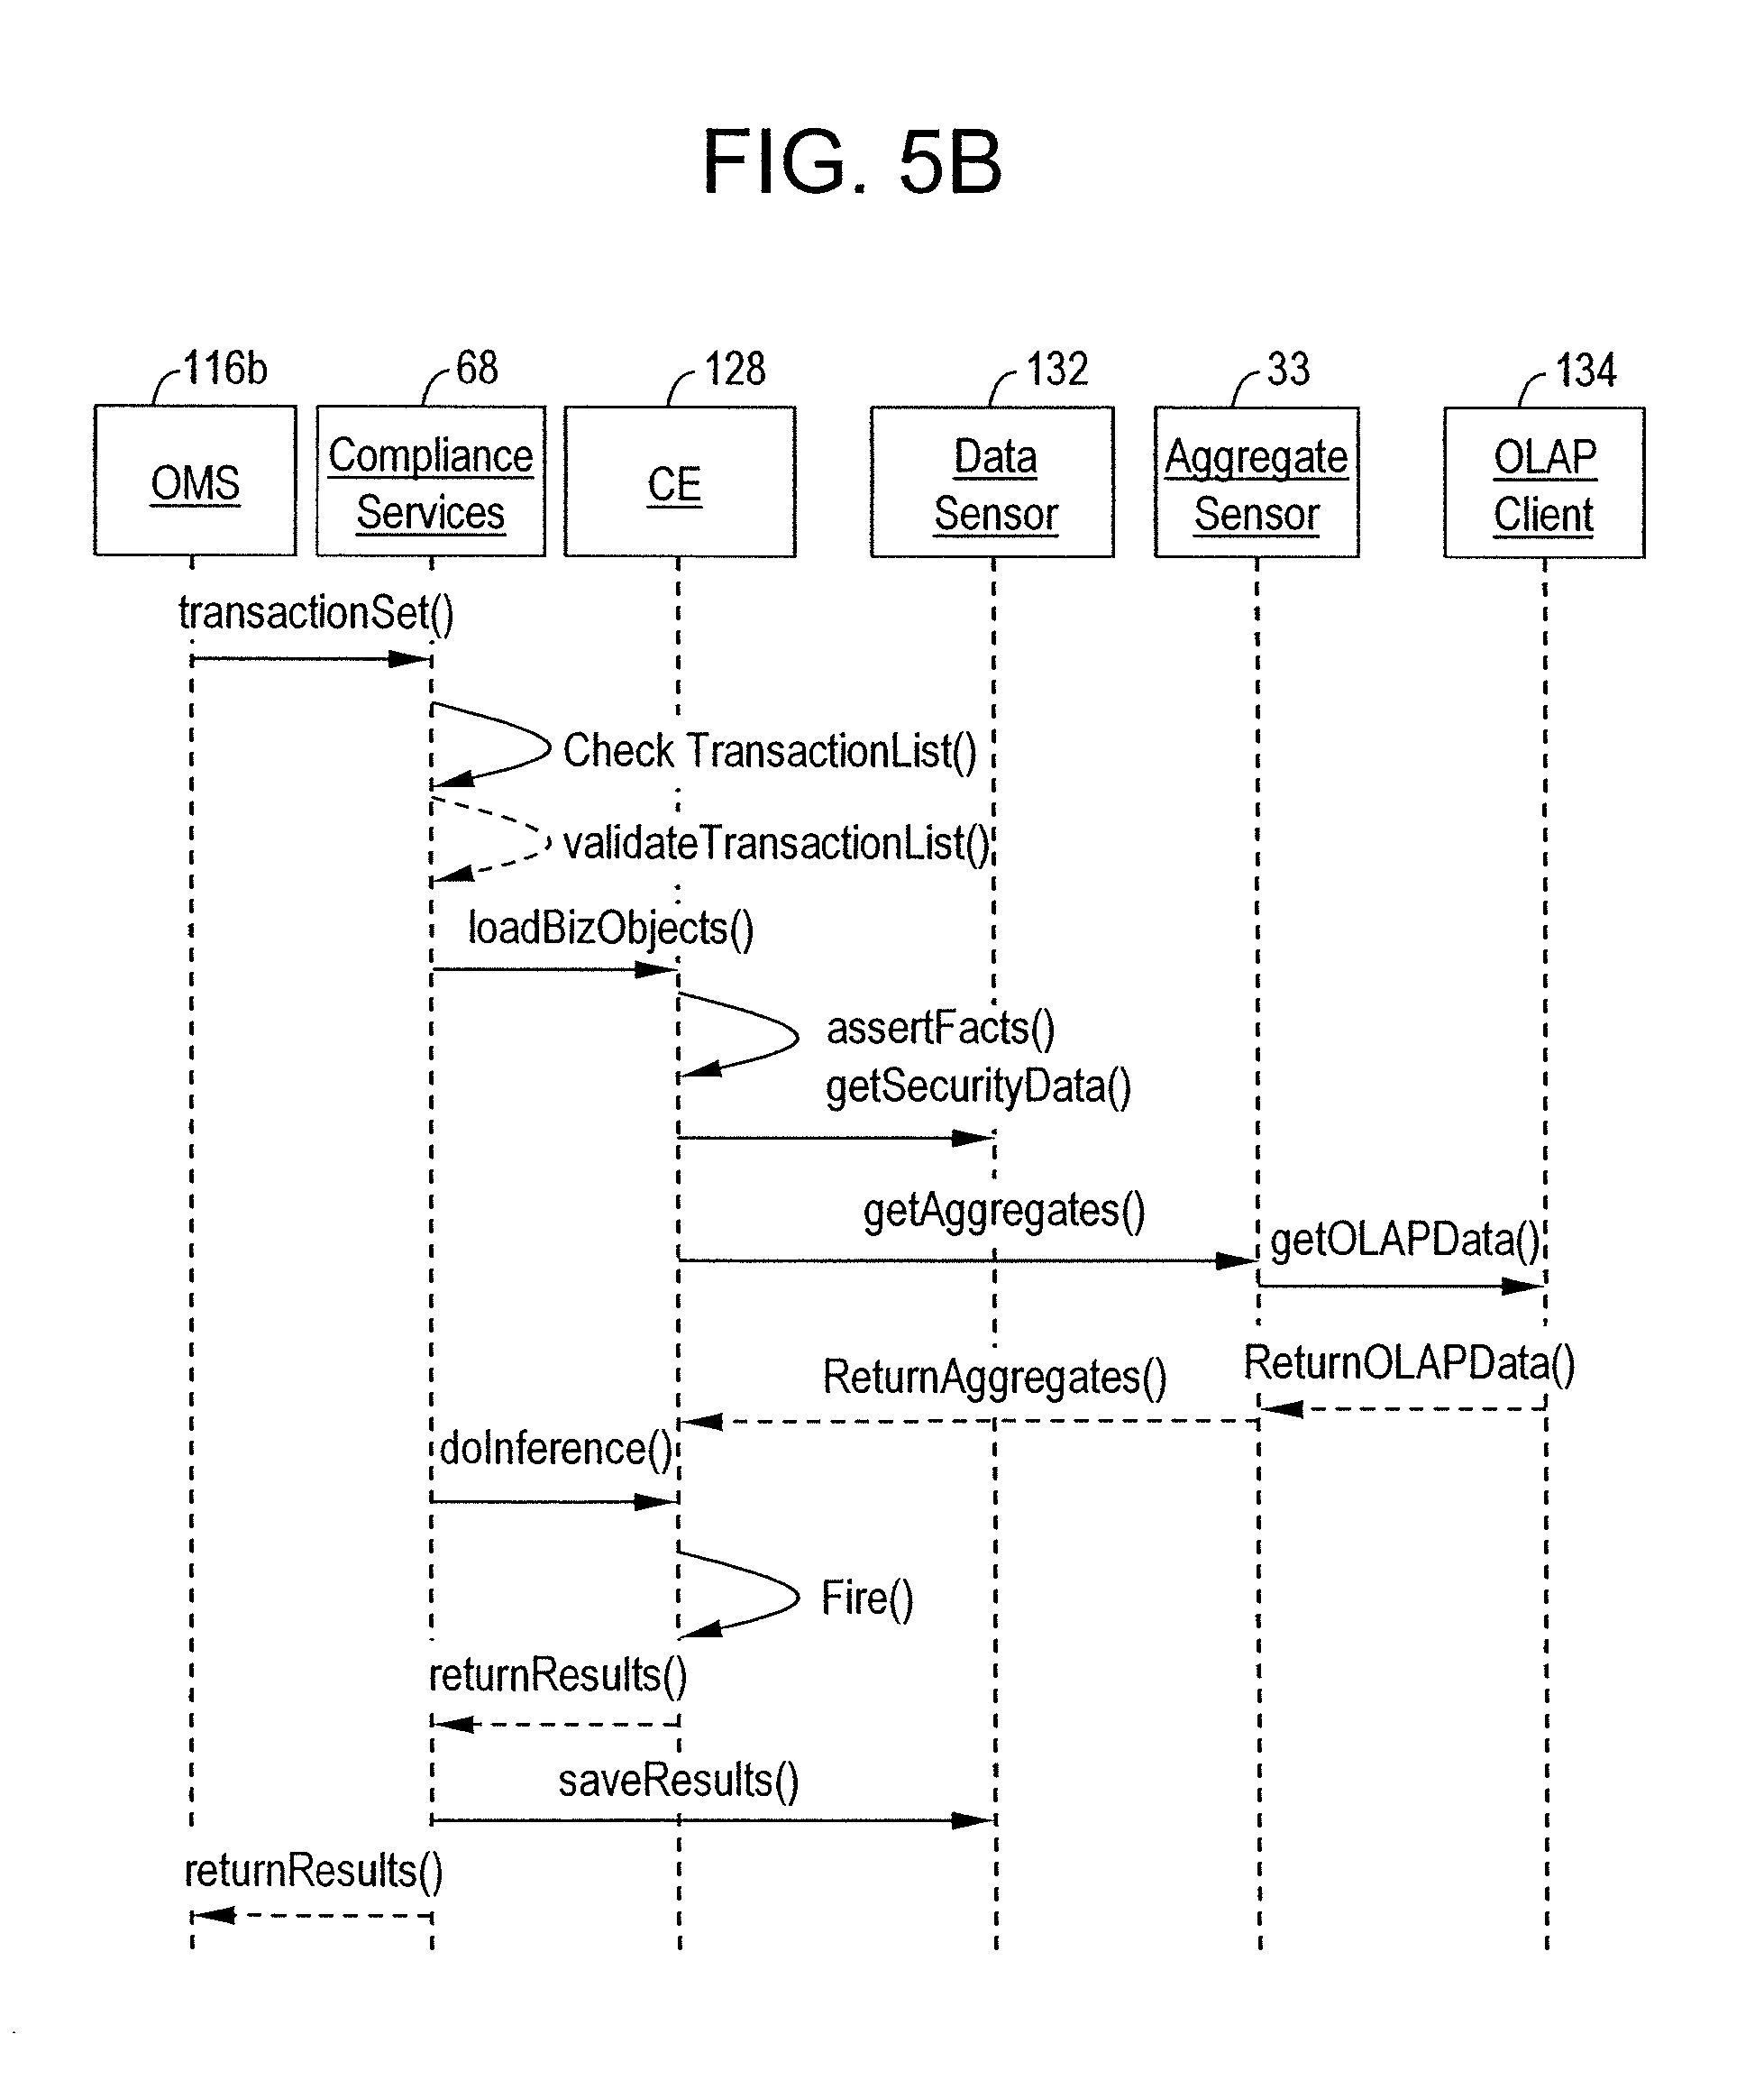 FIG. 5B
116b
68
128
132
33
134
OMS
Compliance
Services
CE
Data
Sensor
Aggregate
Sensor
OLAP
Client
transactionSet()
Check TransactionList()
validateTransactionList()
loadBizObjects()
assertFacts()
getSecurityData()
getAggregates()
getOLAPData()
ReturnOLAPData()
ReturnAggregates()
doInference()
Fire()
returnResults()
saveResults()
returnResults()